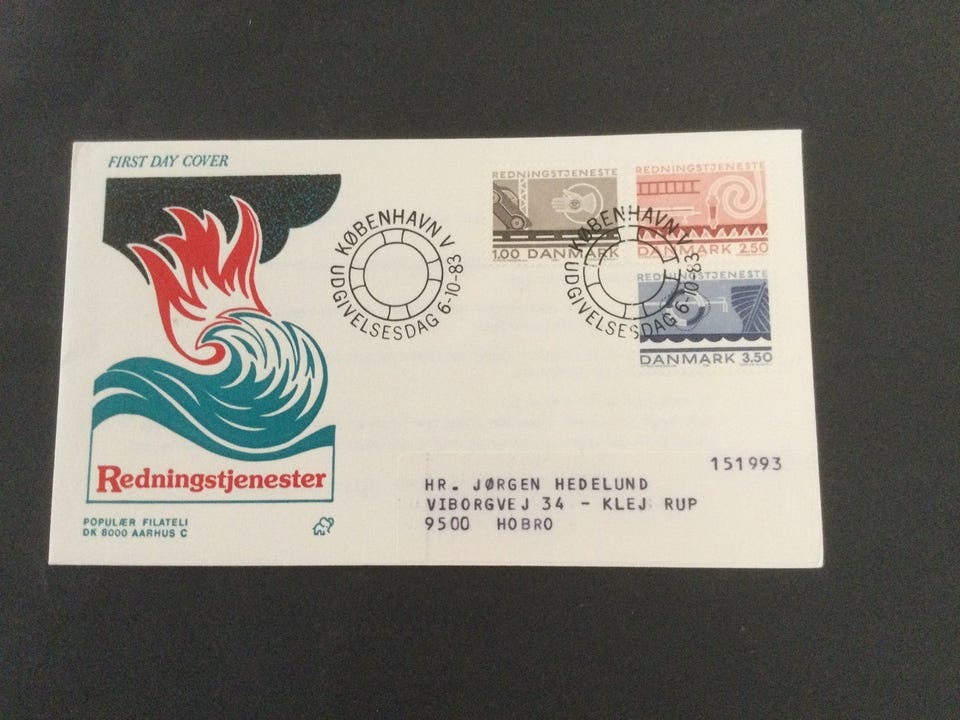 FIRST DAY COVER
REDNINGSTJENESTE
1.00 DANMARK
REDNINGSTJENESTE
DANMARK 2.50
REDNINGSTJENESTE
DANMARK 3.50
KØBENHAVN V
UDGIVELSESDAG 6-10-83
KØBENHAVN V
UDGIVELSESDAG 6-10-83
Redningstjenester
POPULÆR FILATELI
DK 8000 AARHUS C
151993
HR. JØRGEN HEDELUND
VIBORGVEJ 34 - KLEJ RUP
9500 HOBRO